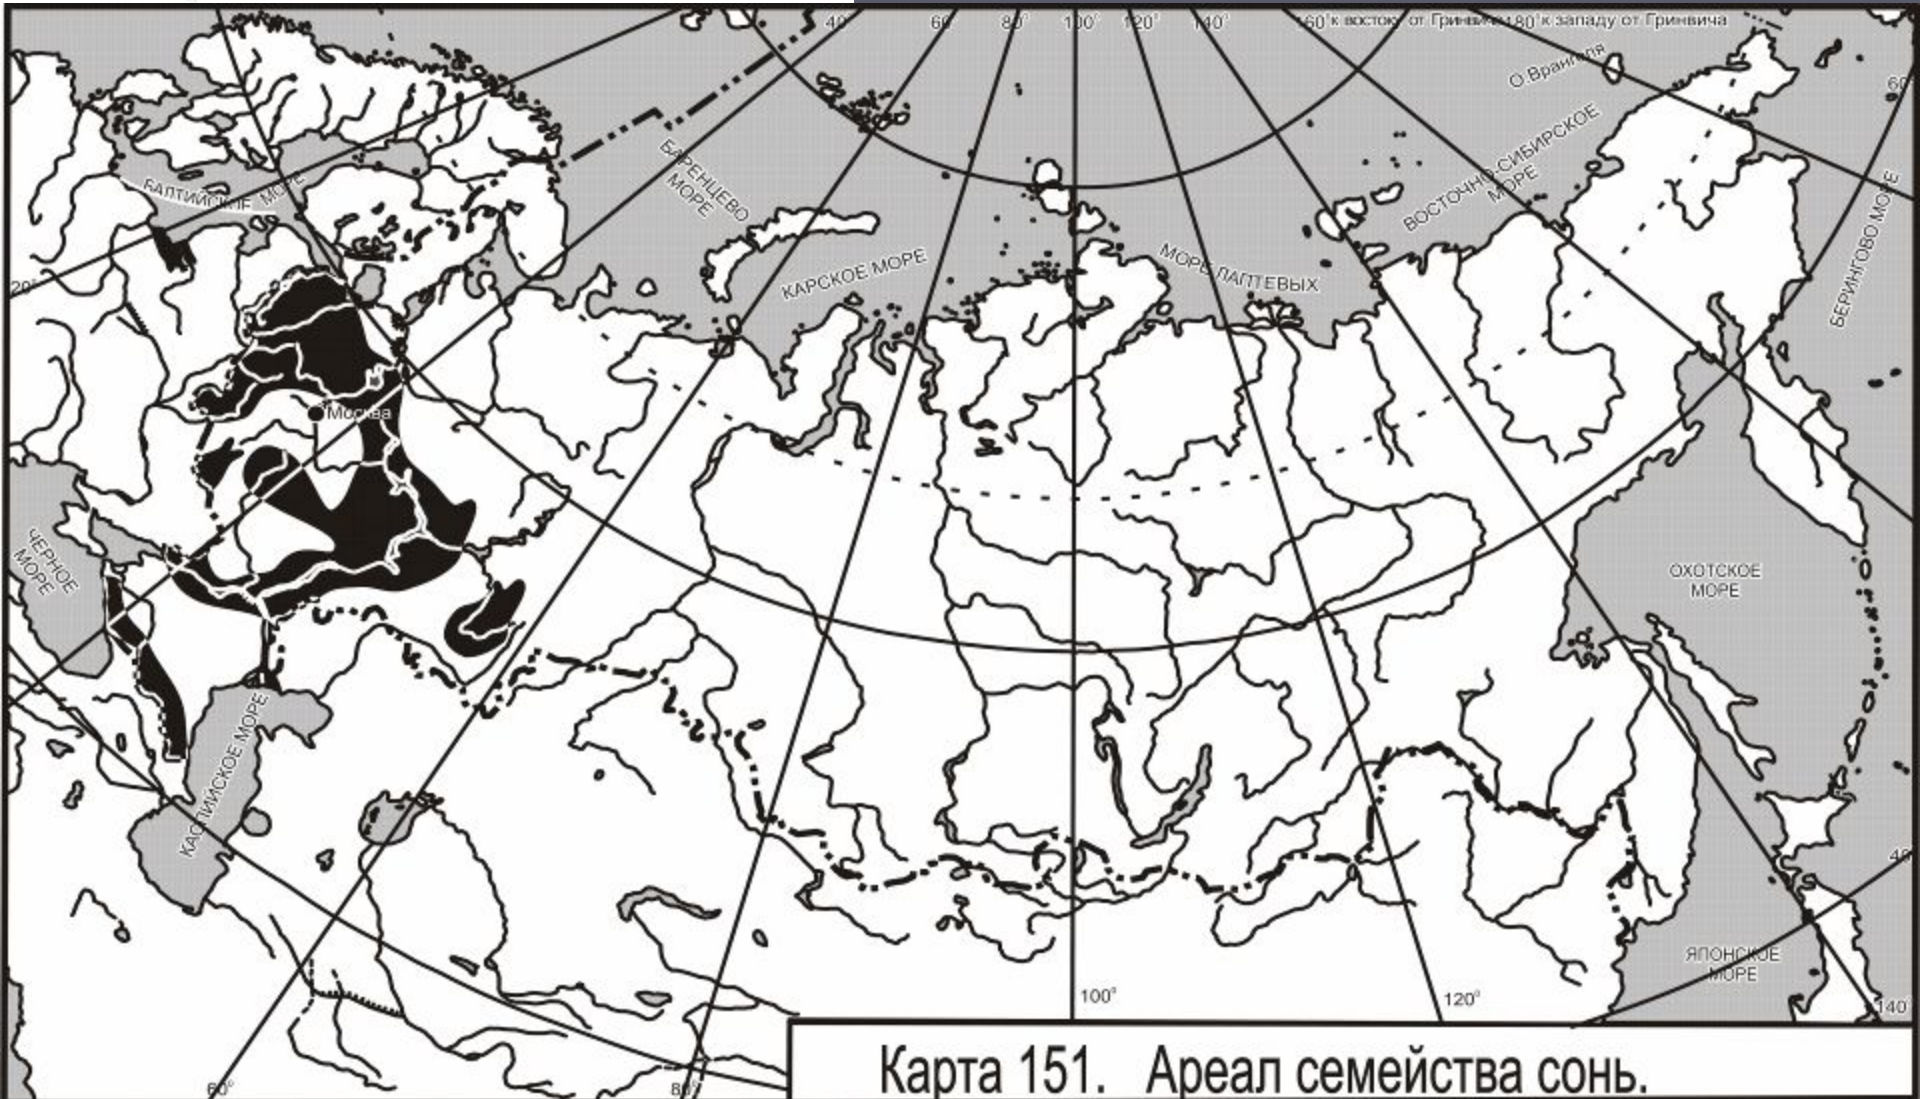 40°
60°
80°
100°
120°
140°
160° к востоку от Гринвича
180° к западу от Гринвича
О.Врангеля
60°
БАРЕНЦЕВО
МОРЕ
ВОСТОЧНО-СИБИРСКОЕ
МОРЕ
БАЛТИЙСКОЕ МОРЕ
КАРСКОЕ МОРЕ
МОРЕ ЛАПТЕВЫХ
БЕРИНГОВО МОРЕ
20°
Москва
ЧЕРНОЕ
МОРЕ
ОХОТСКОЕ
МОРЕ
КАСПИЙСКОЕ МОРЕ
40
ЯПОНСКОЕ
МОРЕ
100°
120°
140
60°
80°
Карта 151. Ареал семейства сонь.